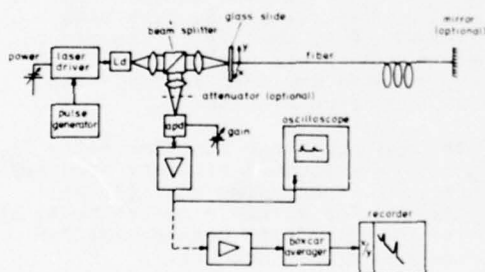 glass slide
mirror
(optional)
beam splitter
y
x
power
laser
driver
Ld
fiber
pulse
generator
attenuator (optional)
apd
gain
oscilloscope
recorder
boxcar
averager
x/y